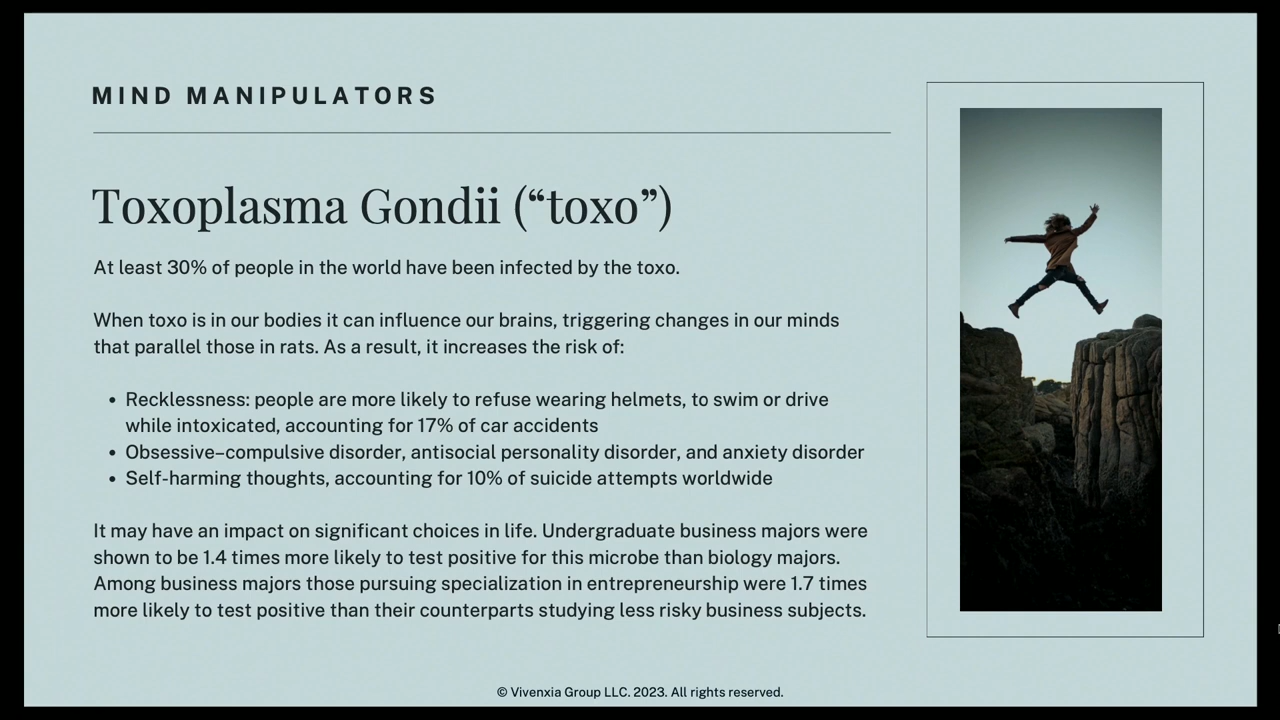 MIND MANIPULATORS
Toxoplasma Gondii (“toxo”)
At least 30% of people in the world have been infected by the toxo.
When toxo is in our bodies it can influence our brains, triggering changes in our minds
that parallel those in rats. As a result, it increases the risk of:
• Recklessness: people are more likely to refuse wearing helmets, to swim or drive
while intoxicated, accounting for 17% of car accidents
• Obsessive–compulsive disorder, antisocial personality disorder, and anxiety disorder
• Self-harming thoughts, accounting for 10% of suicide attempts worldwide
It may have an impact on significant choices in life. Undergraduate business majors were
shown to be 1.4 times more likely to test positive for this microbe than biology majors.
Among business majors those pursuing specialization in entrepreneurship were 1.7 times
more likely to test positive than their counterparts studying less risky business subjects.
© Vivenxia Group LLC. 2023. All rights reserved.